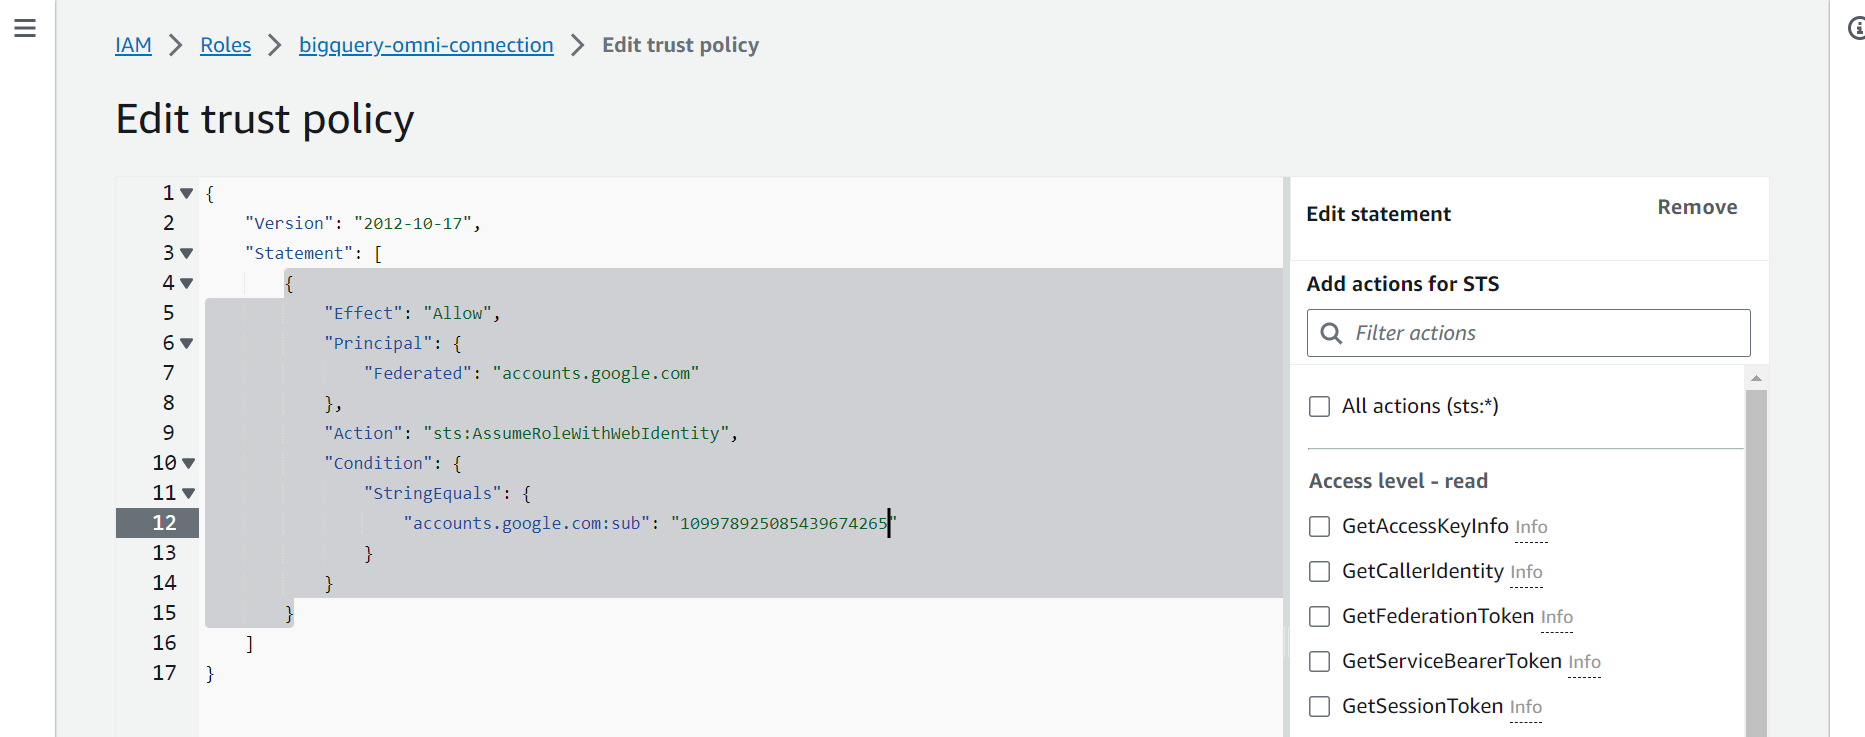 IAM > Roles > bigquery-omni-connection > Edit trust policy
Edit trust policy
1 {
2 "Version": "2012-10-17",
3 "Statement": [
4 {
5 "Effect": "Allow",
6 "Principal": {
7 "Federated": "accounts.google.com"
8 },
9 "Action": "sts:AssumeRoleWithWebIdentity",
10 "Condition": {
11 "StringEquals": {
12 "accounts.google.com:sub": "109978925085439674265"
13 }
14 }
15 }
16 ]
17 }
Edit statement
Remove
Add actions for STS
Filter actions
All actions (sts:*)
Access level - read
GetAccessKeyInfo Info
GetCallerIdentity Info
GetFederationToken Info
GetServiceBearerToken Info
GetSessionToken Info